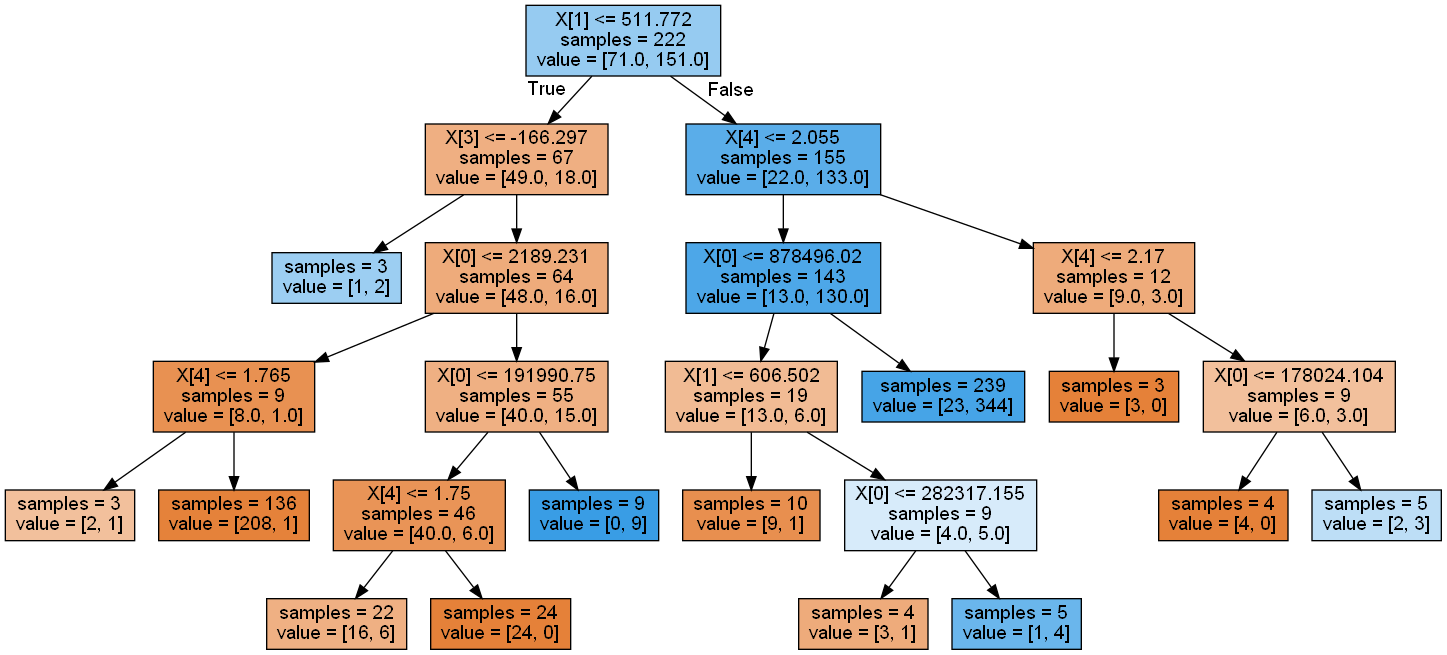 X[1] <= 511.772
samples = 222
value = [71.0, 151.0]
True
False
X[3] <= -166.297
samples = 67
value = [49.0, 18.0]
X[4] <= 2.055
samples = 155
value = [22.0, 133.0]
samples = 3
value = [1, 2]
X[0] <= 2189.231
samples = 64
value = [48.0, 16.0]
X[0] <= 878496.02
samples = 143
value = [13.0, 130.0]
X[4] <= 2.17
samples = 12
value = [9.0, 3.0]
X[4] <= 1.765
samples = 9
value = [8.0, 1.0]
X[0] <= 191990.75
samples = 55
value = [40.0, 15.0]
X[1] <= 606.502
samples = 19
value = [13.0, 6.0]
samples = 239
value = [23, 344]
samples = 3
value = [3, 0]
X[0] <= 178024.104
samples = 9
value = [6.0, 3.0]
samples = 3
value = [2, 1]
samples = 136
value = [208, 1]
X[4] <= 1.75
samples = 46
value = [40.0, 6.0]
samples = 9
value = [0, 9]
samples = 10
value = [9, 1]
X[0] <= 282317.155
samples = 9
value = [4.0, 5.0]
samples = 4
value = [4, 0]
samples = 5
value = [2, 3]
samples = 22
value = [16, 6]
samples = 24
value = [24, 0]
samples = 4
value = [3, 1]
samples = 5
value = [1, 4]